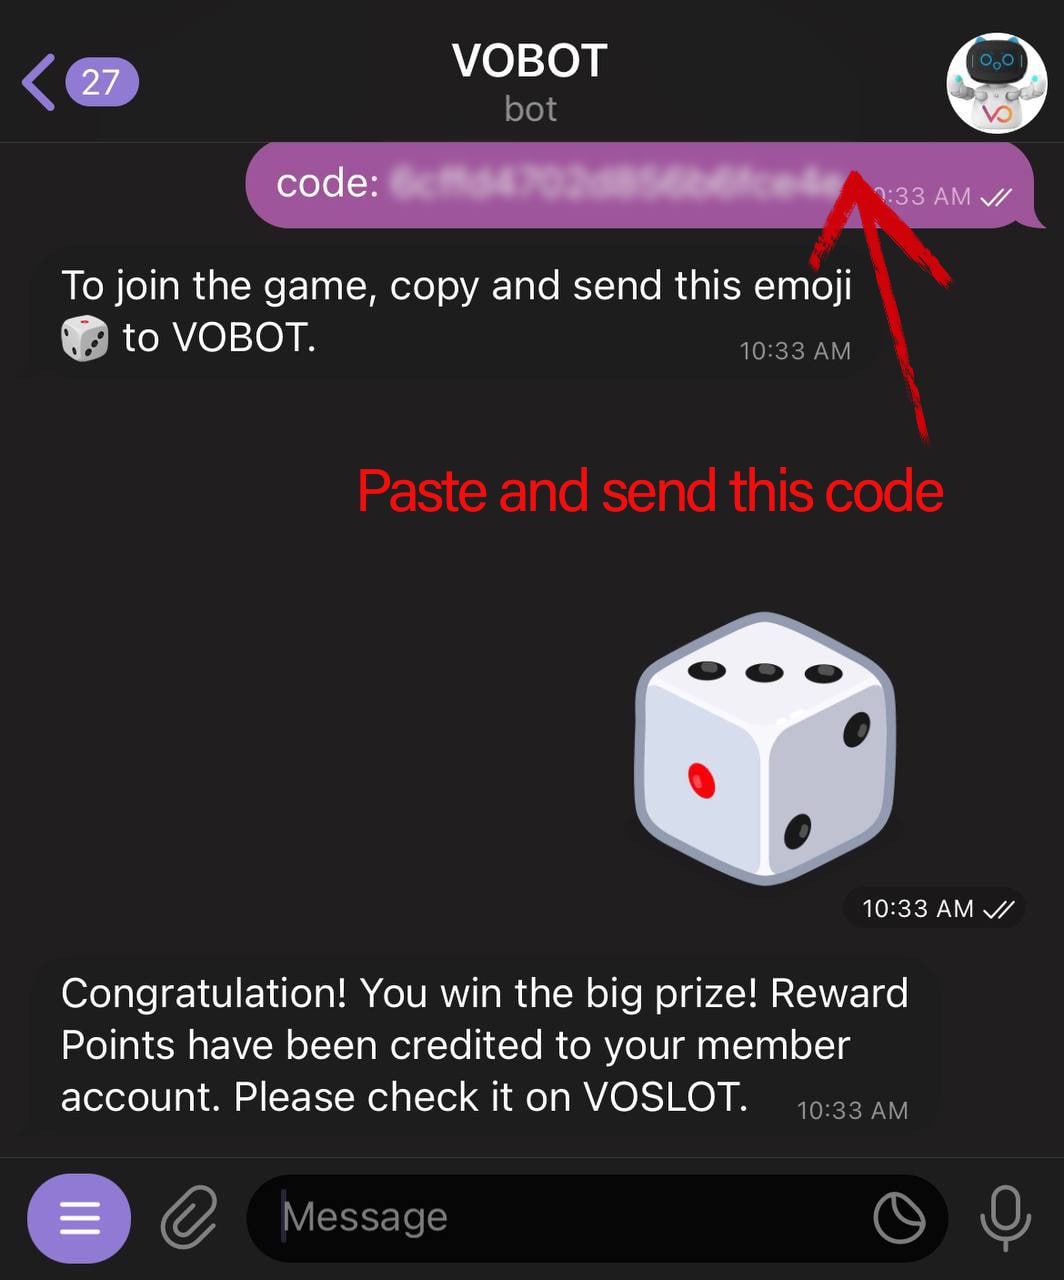 VOBOT
27
bot
code:
:33 AM
To join the game, copy and send this emoji
🎲 to VOBOT.
10:33 AM
Paste and send this code
10:33 AM
Congratulation! You win the big prize! Reward
Points have been credited to your member
account. Please check it on VOSLOT.
10:33 AM
Message
VO